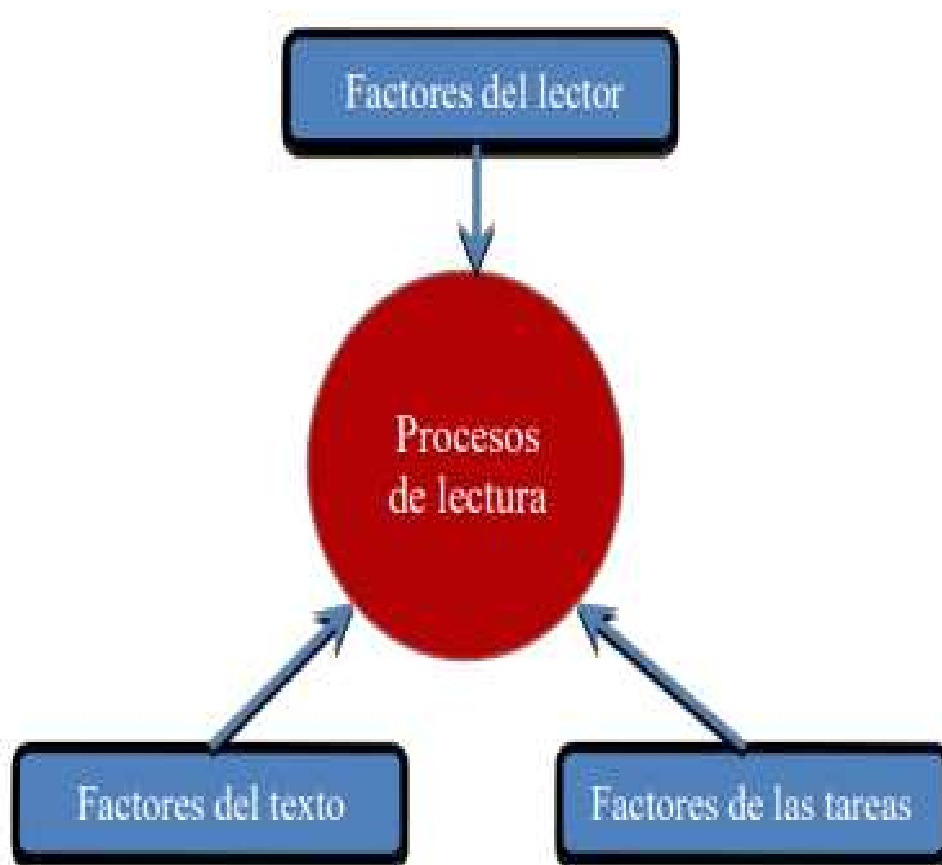 Factores del lector
Procesos
de lectura
Factores del texto
Factores de las tareas